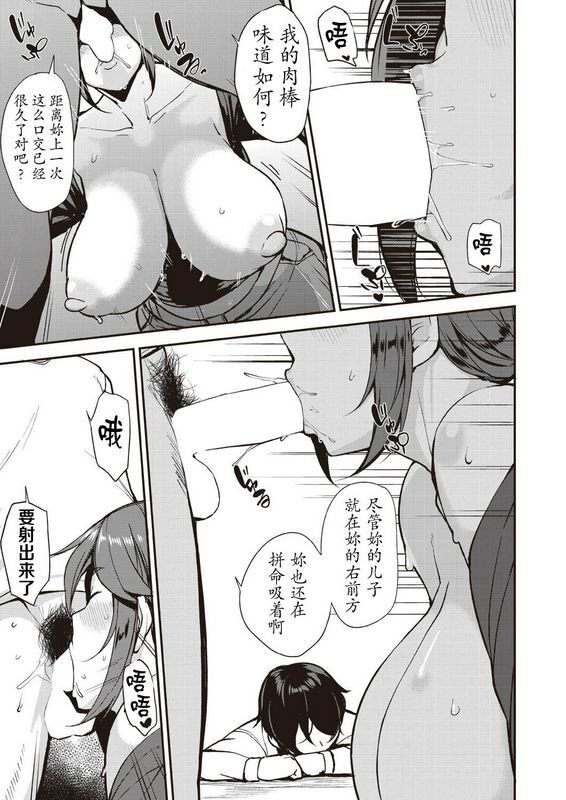 唔
唔♥
我的肉棒
味道如何？
距离妳上一次
这么口交已经
很久了对吧？
尽管妳的儿子
就在妳的右前方
妳也还在
拼命吸着啊
哦
要射出来了
唔唔♥